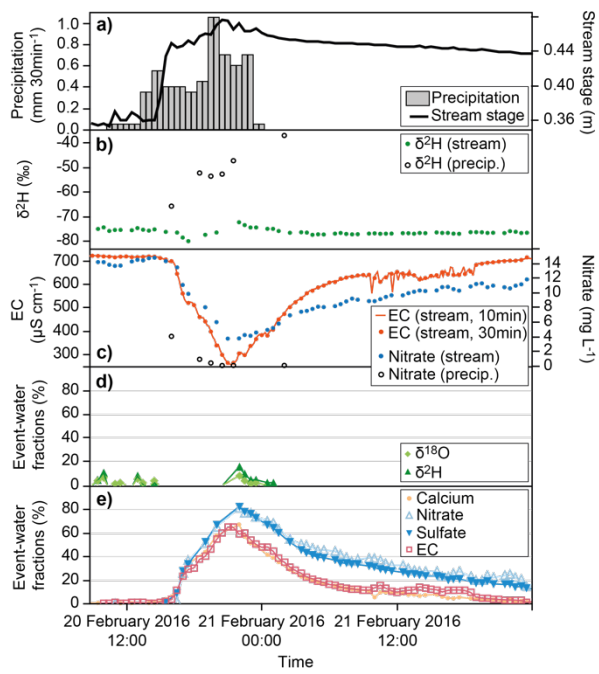 a)
Precipitation
(mm 30min-1)
1.0
0.8
0.6
0.4
0.2
0.0
Stream stage (m)
0.44
0.40
0.36
Precipitation
Stream stage
b)
δ²H (‰)
-40
-50
-60
-70
-80
δ²H (stream)
δ²H (precip.)
c)
EC
(µS cm-1)
700
600
500
400
300
Nitrate (mg L-1)
14
12
10
8
6
4
2
0
EC (stream, 10min)
EC (stream, 30min)
Nitrate (stream)
Nitrate (precip.)
d)
Event-water
fractions (%)
80
60
40
20
0
δ¹⁸O
δ²H
e)
Event-water
fractions (%)
80
60
40
20
0
Calcium
Nitrate
Sulfate
EC
20 February 2016
12:00
21 February 2016
00:00
21 February 2016
12:00
Time